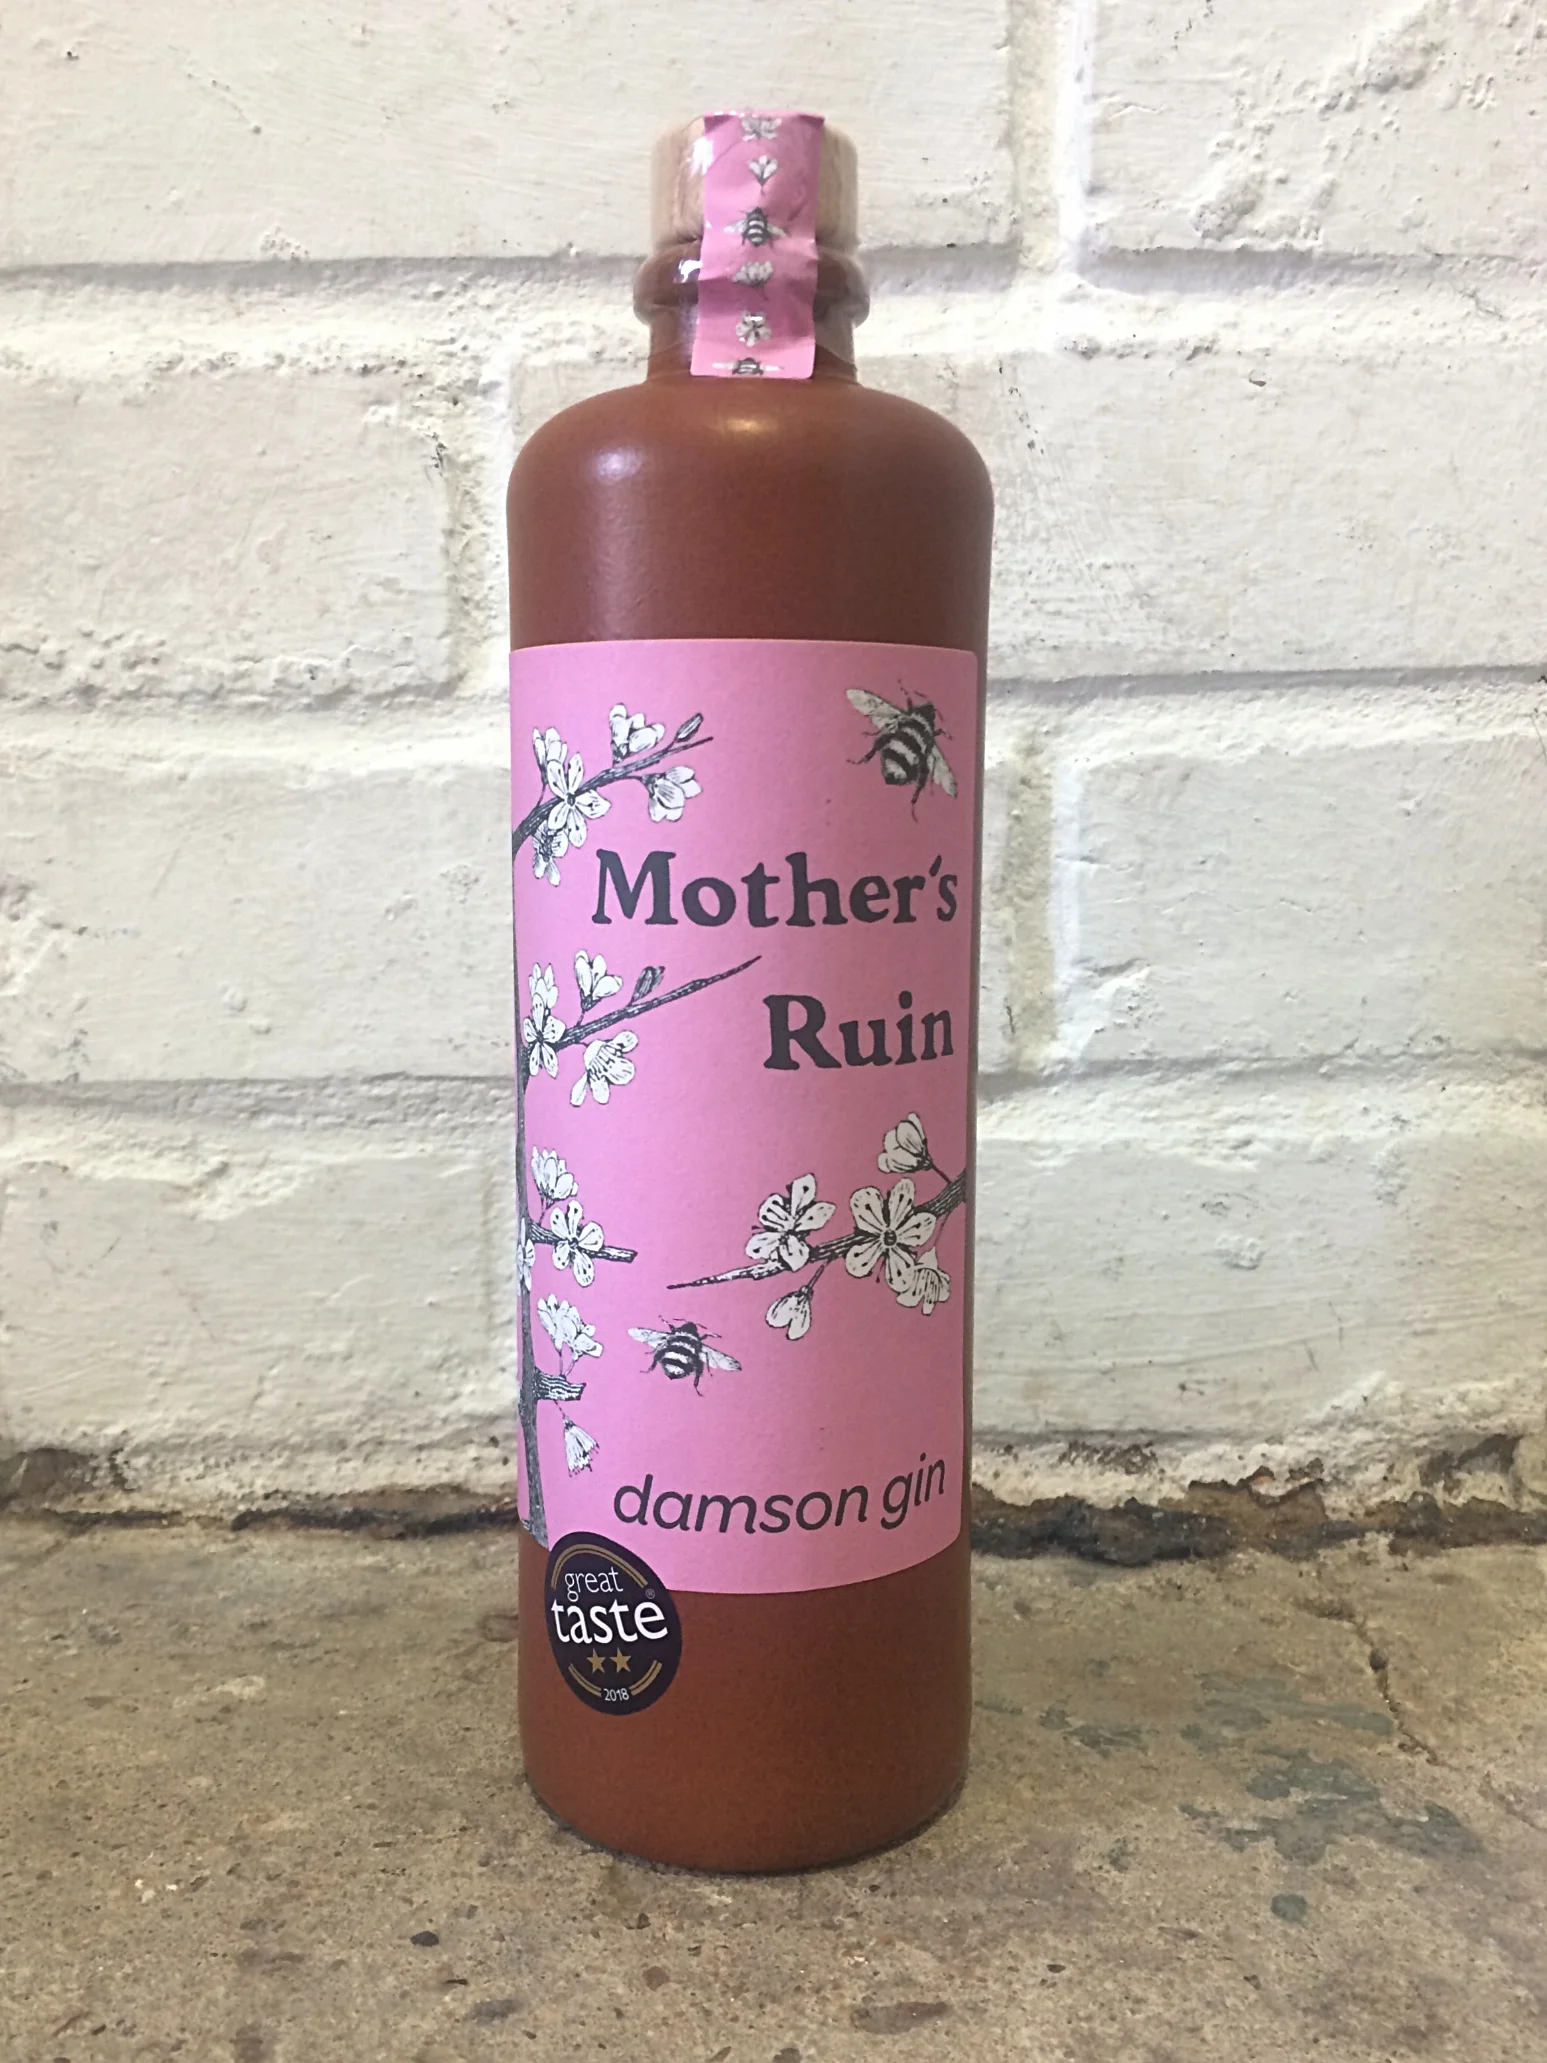 Mother's
Ruin
damson gin
great
taste®
2018